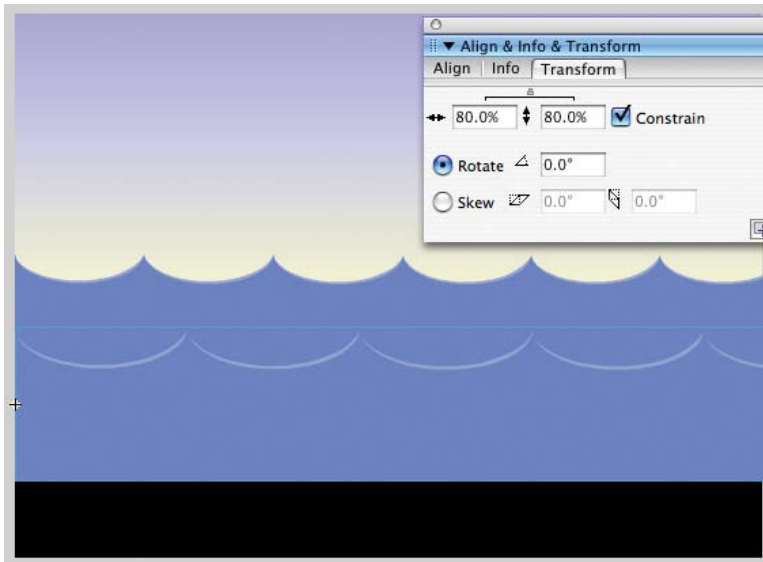 Align & Info & Transform
Align Info Transform
80.0% 80.0% Constrain
Rotate 0.0°
Skew 0.0° 0.0°